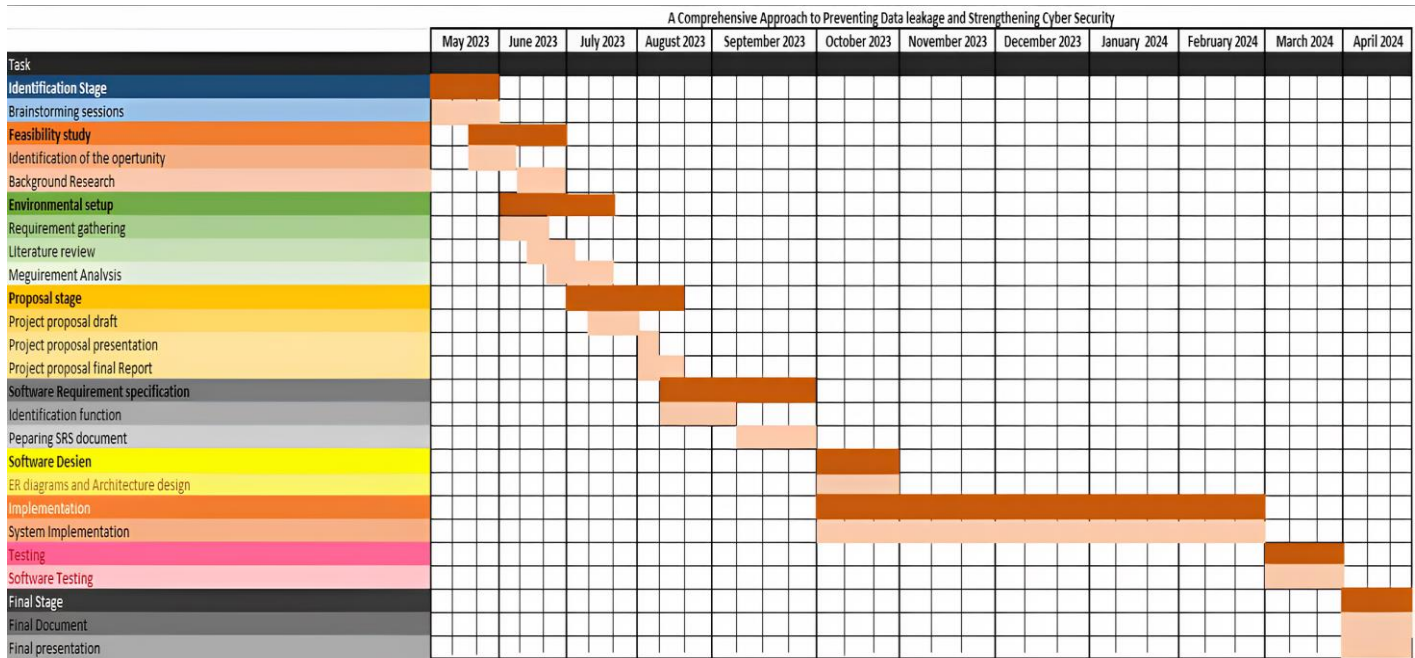 A Comprehensive Approach to Preventing Data leakage and Strengthening Cyber Security
May 2023 June 2023 July 2023 August 2023 September 2023 October 2023 November 2023 December 2023 January 2024 February 2024 March 2024 April 2024
Task
Identification Stage
Brainstorming sessions
Feasibility study
Identification of the opertunity
Background Research
Environmental setup
Requirement gathering
Literature review
Meguirement Analvsis
Proposal stage
Project proposal draft
Project proposal presentation
Project proposal final Report
Software Requirement specification
Identification function
Peparing SRS document
Software Desien
ER diagrams and Architecture design
Implementation
System Implementation
Testing
Software Testing
Final Stage
Final Document
Final presentation